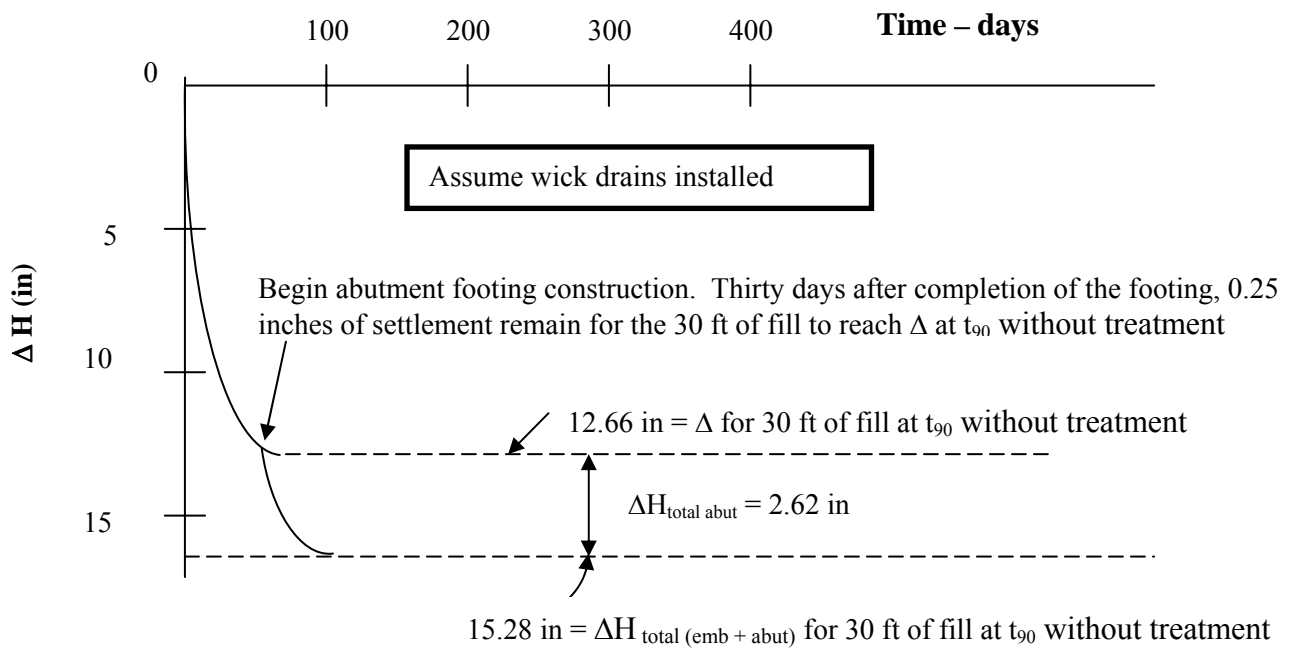 100 200 300 400 Time – days
0
Assume wick drains installed
5
Begin abutment footing construction. Thirty days after completion of the footing, 0.25
inches of settlement remain for the 30 ft of fill to reach Δ at t₉₀ without treatment
Δ H (in)
10
12.66 in = Δ for 30 ft of fill at t₉₀ without treatment
ΔH total abut = 2.62 in
15
15.28 in = ΔH total (emb + abut) for 30 ft of fill at t₉₀ without treatment